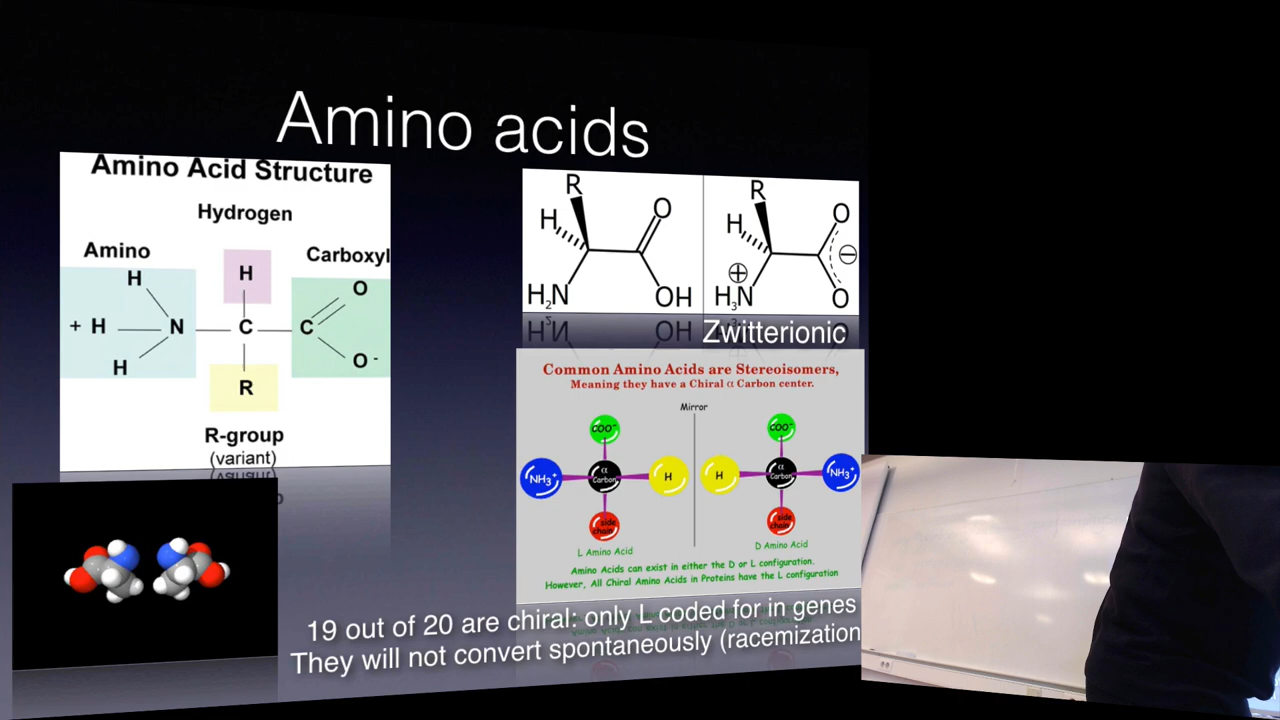 Amino acids
Amino Acid Structure
Hydrogen
Amino
Carboxyl
H
H
O
+ H
N
C
C
H
O -
R
R-group
(variant)
R
H
O
H₂N
OH
R
H
O
⊕
⊖
H₃N
O
Zwitterionic
Common Amino Acids are Stereoisomers,
Meaning they have a Chiral α Carbon center.
Mirror
COO⁻
COO⁻
NH3⁺
α Carbon
H
H
α Carbon
NH3⁺
side chain
side chain
L Amino Acid
D Amino Acid
Amino Acids can exist in either the D or L configuration.
However, All Chiral Amino Acids in Proteins have the L configuration
19 out of 20 are chiral: only L coded for in genes
They will not convert spontaneously (racemization